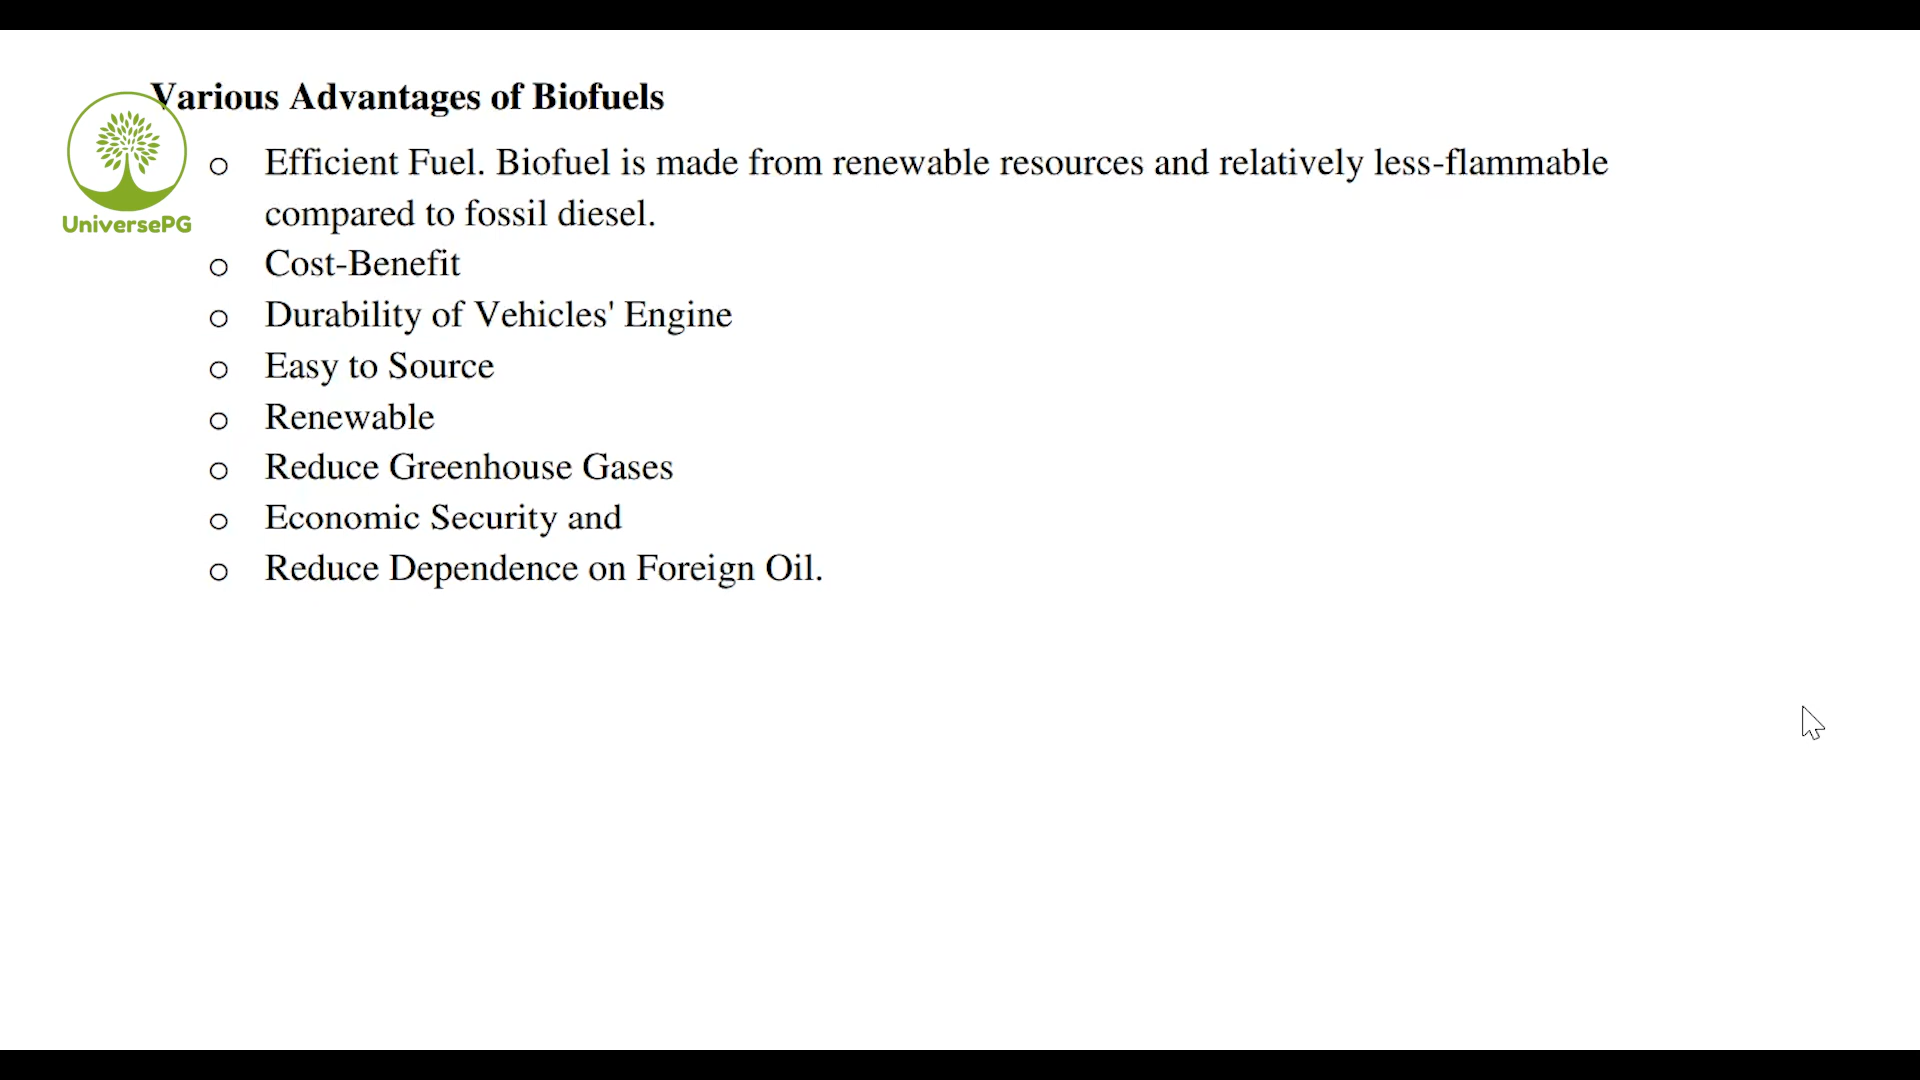 Various Advantages of Biofuels
UniversePG
o Efficient Fuel. Biofuel is made from renewable resources and relatively less-flammable
compared to fossil diesel.
o Cost-Benefit
o Durability of Vehicles' Engine
o Easy to Source
o Renewable
o Reduce Greenhouse Gases
o Economic Security and
o Reduce Dependence on Foreign Oil.